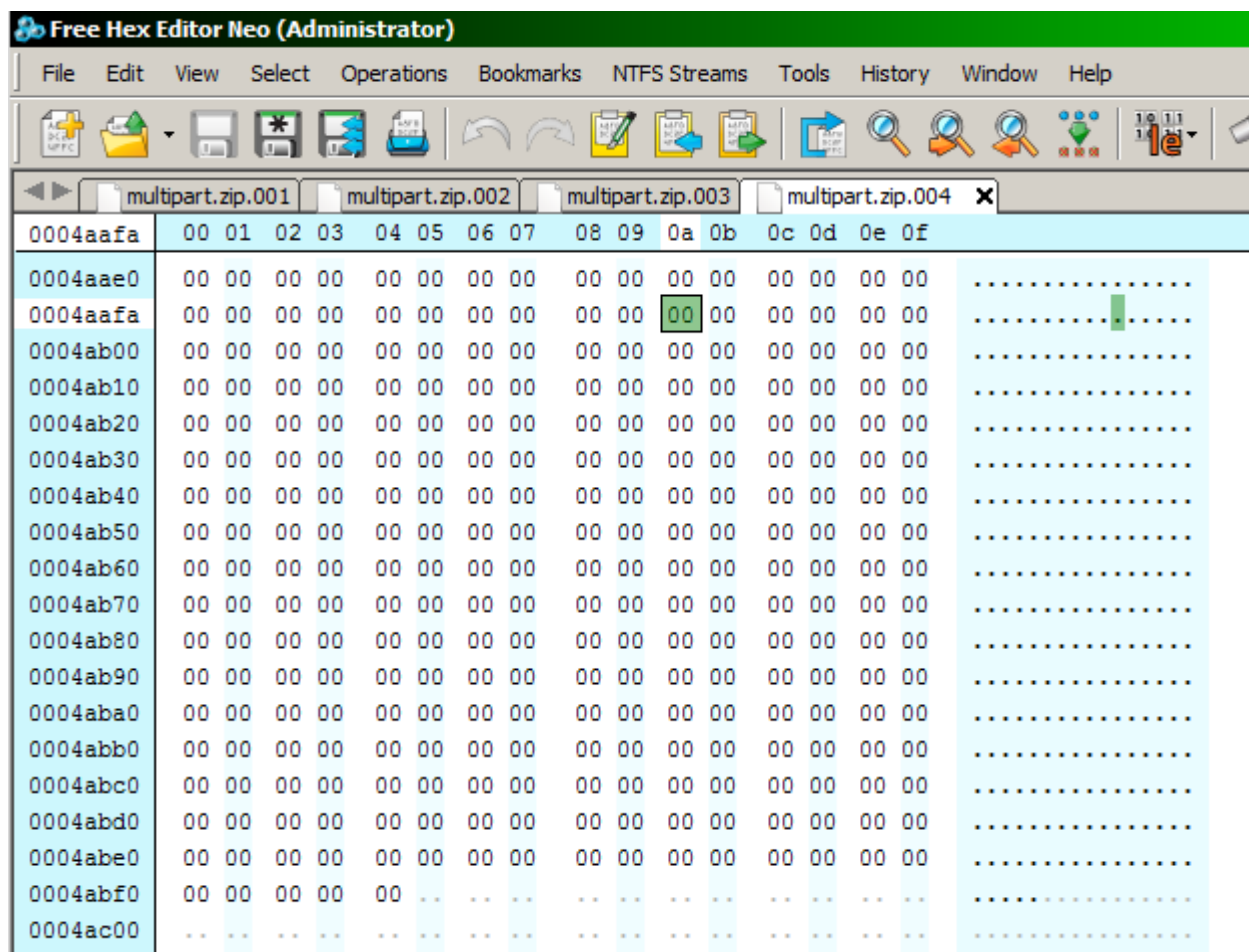 Free Hex Editor Neo (Administrator)
File Edit View Select Operations Bookmarks NTFS Streams Tools History Window Help
multipart.zip.001 multipart.zip.002 multipart.zip.003 multipart.zip.004
0004aafa 00 01 02 03 04 05 06 07 08 09 0a 0b 0c 0d 0e 0f
0004aae0 00 00 00 00 00 00 00 00 00 00 00 00 00 00 00 00 ................
0004aafa 00 00 00 00 00 00 00 00 00 00 00 00 00 00 00 00 ................
0004ab00 00 00 00 00 00 00 00 00 00 00 00 00 00 00 00 00 ................
0004ab10 00 00 00 00 00 00 00 00 00 00 00 00 00 00 00 00 ................
0004ab20 00 00 00 00 00 00 00 00 00 00 00 00 00 00 00 00 ................
0004ab30 00 00 00 00 00 00 00 00 00 00 00 00 00 00 00 00 ................
0004ab40 00 00 00 00 00 00 00 00 00 00 00 00 00 00 00 00 ................
0004ab50 00 00 00 00 00 00 00 00 00 00 00 00 00 00 00 00 ................
0004ab60 00 00 00 00 00 00 00 00 00 00 00 00 00 00 00 00 ................
0004ab70 00 00 00 00 00 00 00 00 00 00 00 00 00 00 00 00 ................
0004ab80 00 00 00 00 00 00 00 00 00 00 00 00 00 00 00 00 ................
0004ab90 00 00 00 00 00 00 00 00 00 00 00 00 00 00 00 00 ................
0004aba0 00 00 00 00 00 00 00 00 00 00 00 00 00 00 00 00 ................
0004abb0 00 00 00 00 00 00 00 00 00 00 00 00 00 00 00 00 ................
0004abc0 00 00 00 00 00 00 00 00 00 00 00 00 00 00 00 00 ................
0004abd0 00 00 00 00 00 00 00 00 00 00 00 00 00 00 00 00 ................
0004abe0 00 00 00 00 00 00 00 00 00 00 00 00 00 00 00 00 ................
0004abf0 00 00 00 00 00 .. .. .. .. .. .. .. .. .. .. .. ................
0004ac00 .. .. .. .. .. .. .. .. .. .. .. .. .. .. .. .. ................